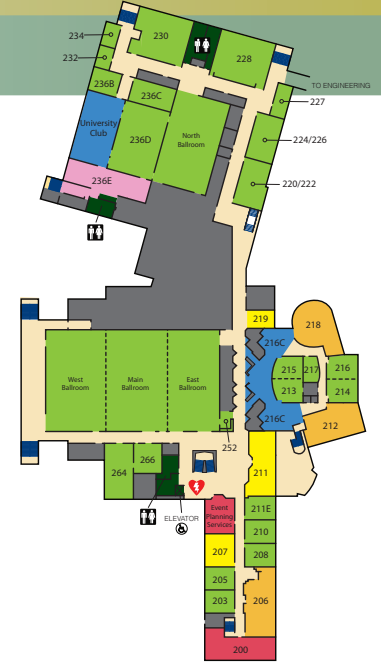 234
230
228
232
TO ENGINEERING
236B
236C
227
University
Club
236D
North
Ballroom
224/226
236E
220/222
219
218
216C
215
217
216
213
214
West
Ballroom
Main
Ballroom
East
Ballroom
216C
212
252
264
266
211
ELEVATOR
Event
Planning
Services
211E
210
207
208
205
203
206
200